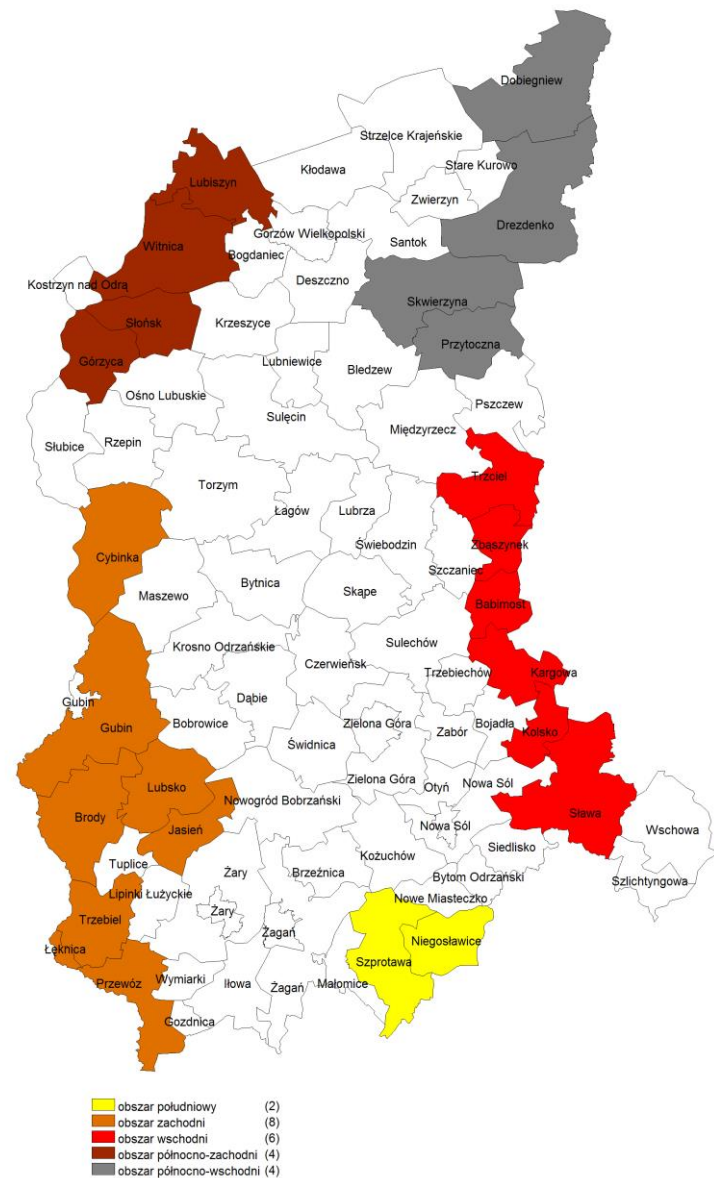 Dobiegniew
Strzelce Krajeńskie
Stare Kurowo
Kłodawa
Lubiszyn
Zwierzyn
Drezdenko
Gorzów Wielkopolski
Santok
Witnica
Bogdaniec
Deszczno
Kostrzyn nad Odrą
Skwierzyna
Słońsk
Krzeszyce
Przytoczna
Górzyca
Lubniewice
Bledzew
Ośno Lubuskie
Pszczew
Sulęcin
Międzyrzecz
Słubice
Rzepin
Trzciel
Torzym
Łagów
Lubrza
Świebodzin
Zbąszynek
Cybinka
Szczaniec
Bytnica
Skąpe
Maszewo
Babimost
Krosno Odrzańskie
Sulechów
Czerwieńsk
Trzebiechów
Kargowa
Gubin
Dąbie
Bobrowice
Zielona Góra
Bojadła
Gubin
Zabór
Kolsko
Świdnica
Zielona Góra
Nowa Sól
Lubsko
Otyń
Nowogród Bobrzański
Sława
Brody
Jasień
Nowa Sól
Wschowa
Siedlisko
Tuplice
Kożuchów
Żary
Brzeźnica
Bytom Odrzański
Szlichtyngowa
Lipinki Łużyckie
Nowe Miasteczko
Żary
Trzebiel
Żagań
Niegosławice
Łęknica
Szprotawa
Wymiarki
Przewóz
Iłowa
Żagań
Małomice
Gozdnica
obszar południowy (2)
obszar zachodni (8)
obszar wschodni (6)
obszar północno-zachodni (4)
obszar północno-wschodni (4)